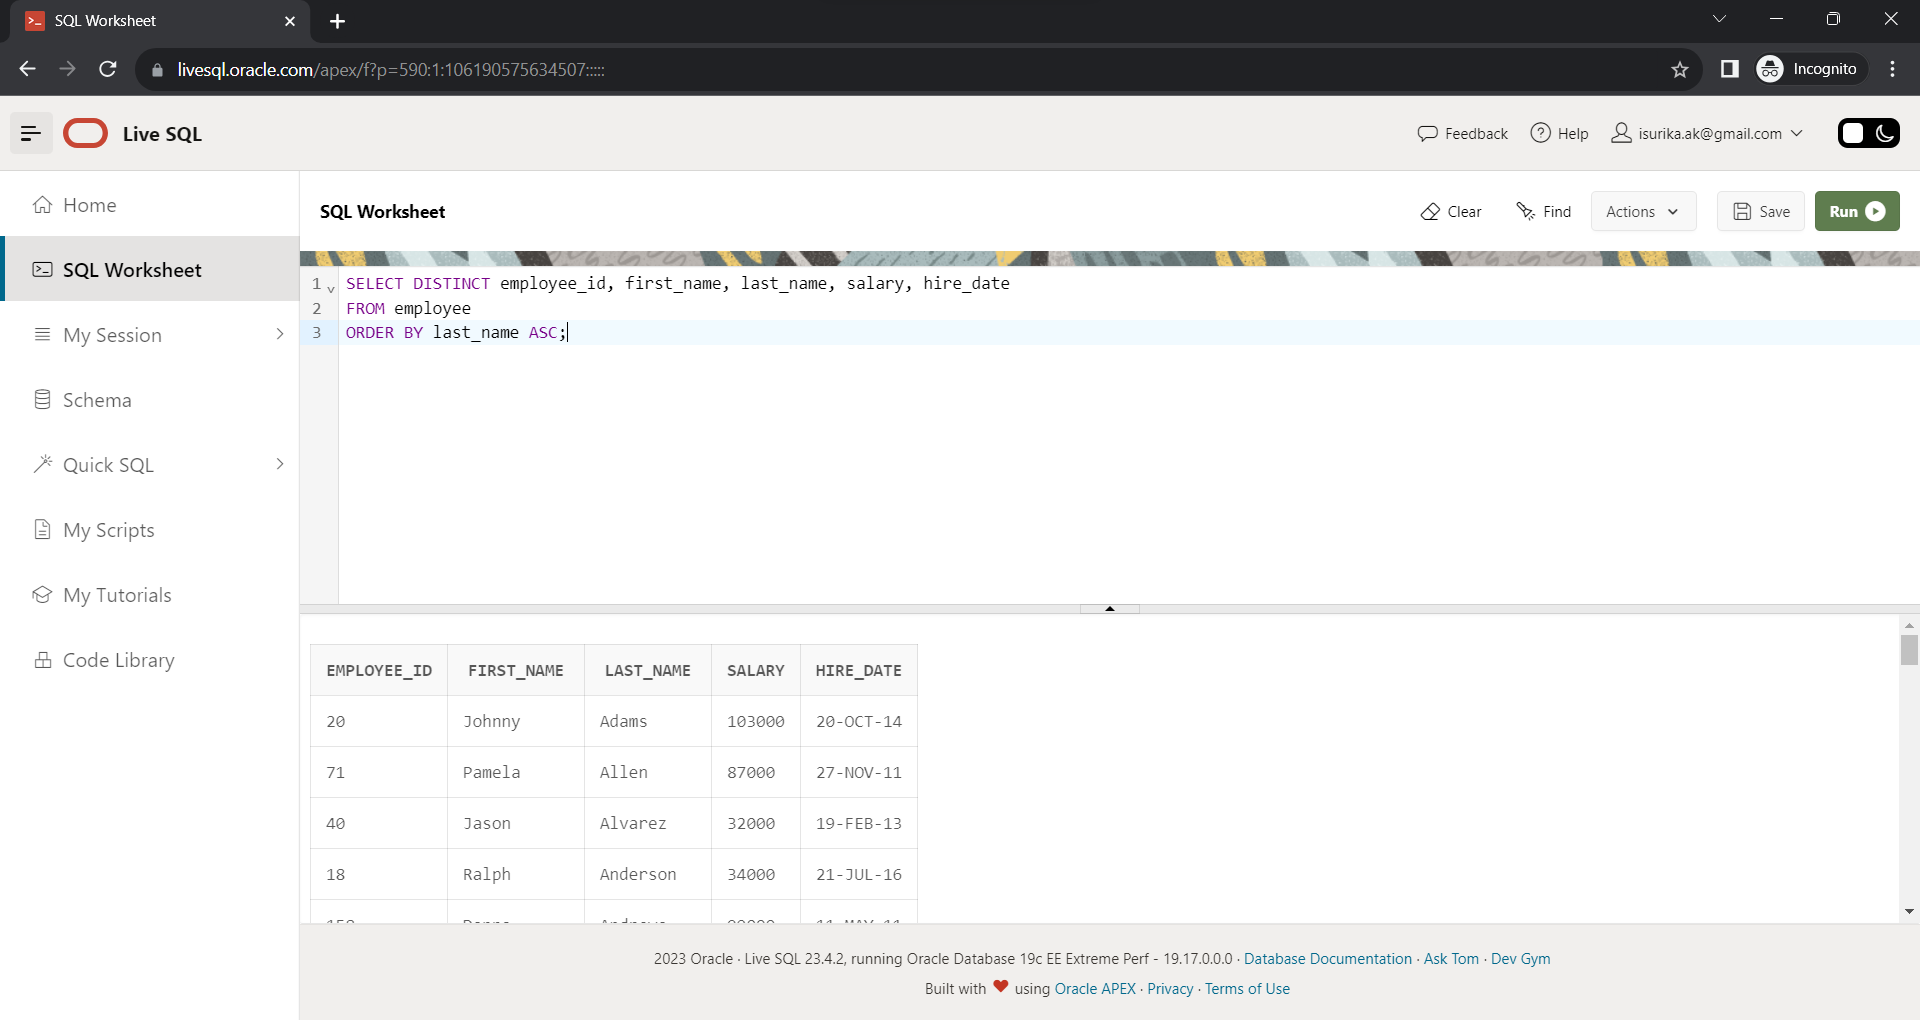 SQL Worksheet
livesql.oracle.com/apex/f?p=590:1:106190575634507:::::
Incognito
Live SQL
Feedback
Help
isurika.ak@gmail.com
Home
SQL Worksheet
My Session
Schema
Quick SQL
My Scripts
My Tutorials
Code Library
SQL Worksheet
Clear
Find
Actions
Save
Run
1 SELECT DISTINCT employee_id, first_name, last_name, salary, hire_date
2 FROM employee
3 ORDER BY last_name ASC;
EMPLOYEE_ID FIRST_NAME LAST_NAME SALARY HIRE_DATE
20 Johnny Adams 103000 20-OCT-14
71 Pamela Allen 87000 27-NOV-11
40 Jason Alvarez 32000 19-FEB-13
18 Ralph Anderson 34000 21-JUL-16
2023 Oracle · Live SQL 23.4.2, running Oracle Database 19c EE Extreme Perf - 19.17.0.0.0 · Database Documentation · Ask Tom · Dev Gym
Built with ❤ using Oracle APEX · Privacy · Terms of Use